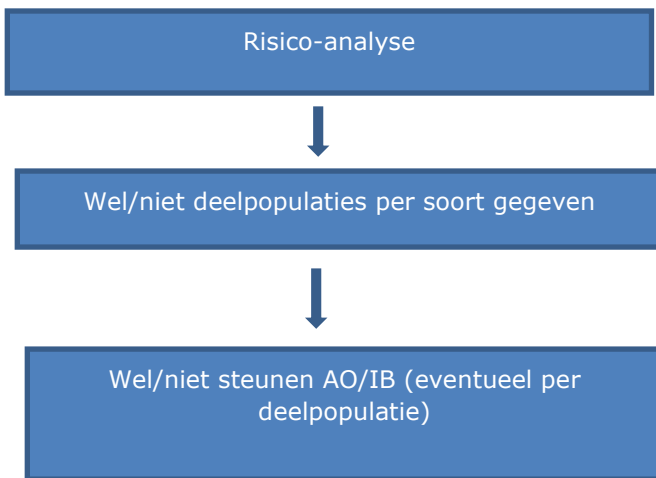 Risico-analyse
Wel/niet deelpopulaties per soort gegeven
Wel/niet steunen AO/IB (eventueel per
deelpopulatie)